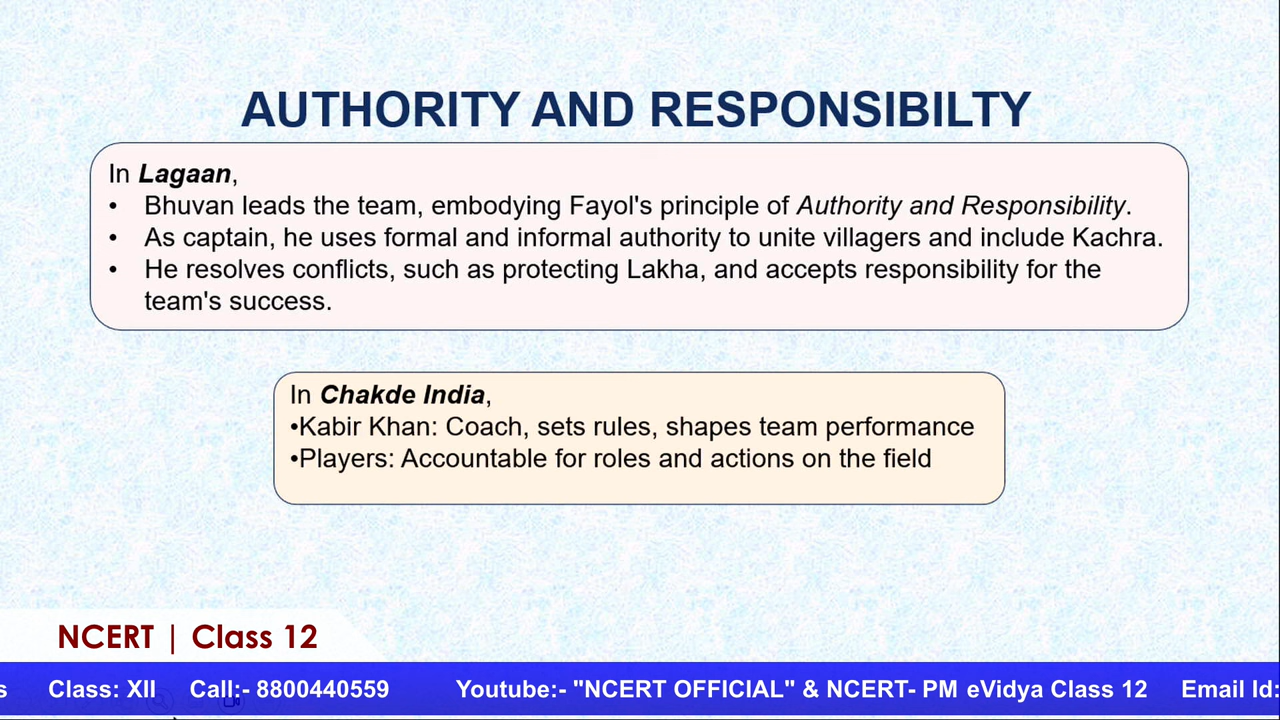 AUTHORITY AND RESPONSIBILTY
In Lagaan,
• Bhuvan leads the team, embodying Fayol's principle of Authority and Responsibility.
• As captain, he uses formal and informal authority to unite villagers and include Kachra.
• He resolves conflicts, such as protecting Lakha, and accepts responsibility for the
team's success.
In Chakde India,
•Kabir Khan: Coach, sets rules, shapes team performance
•Players: Accountable for roles and actions on the field
NCERT | Class 12
s Class: XII Call:- 8800440559 Youtube:- "NCERT OFFICIAL" & NCERT- PM eVidya Class 12 Email Id: